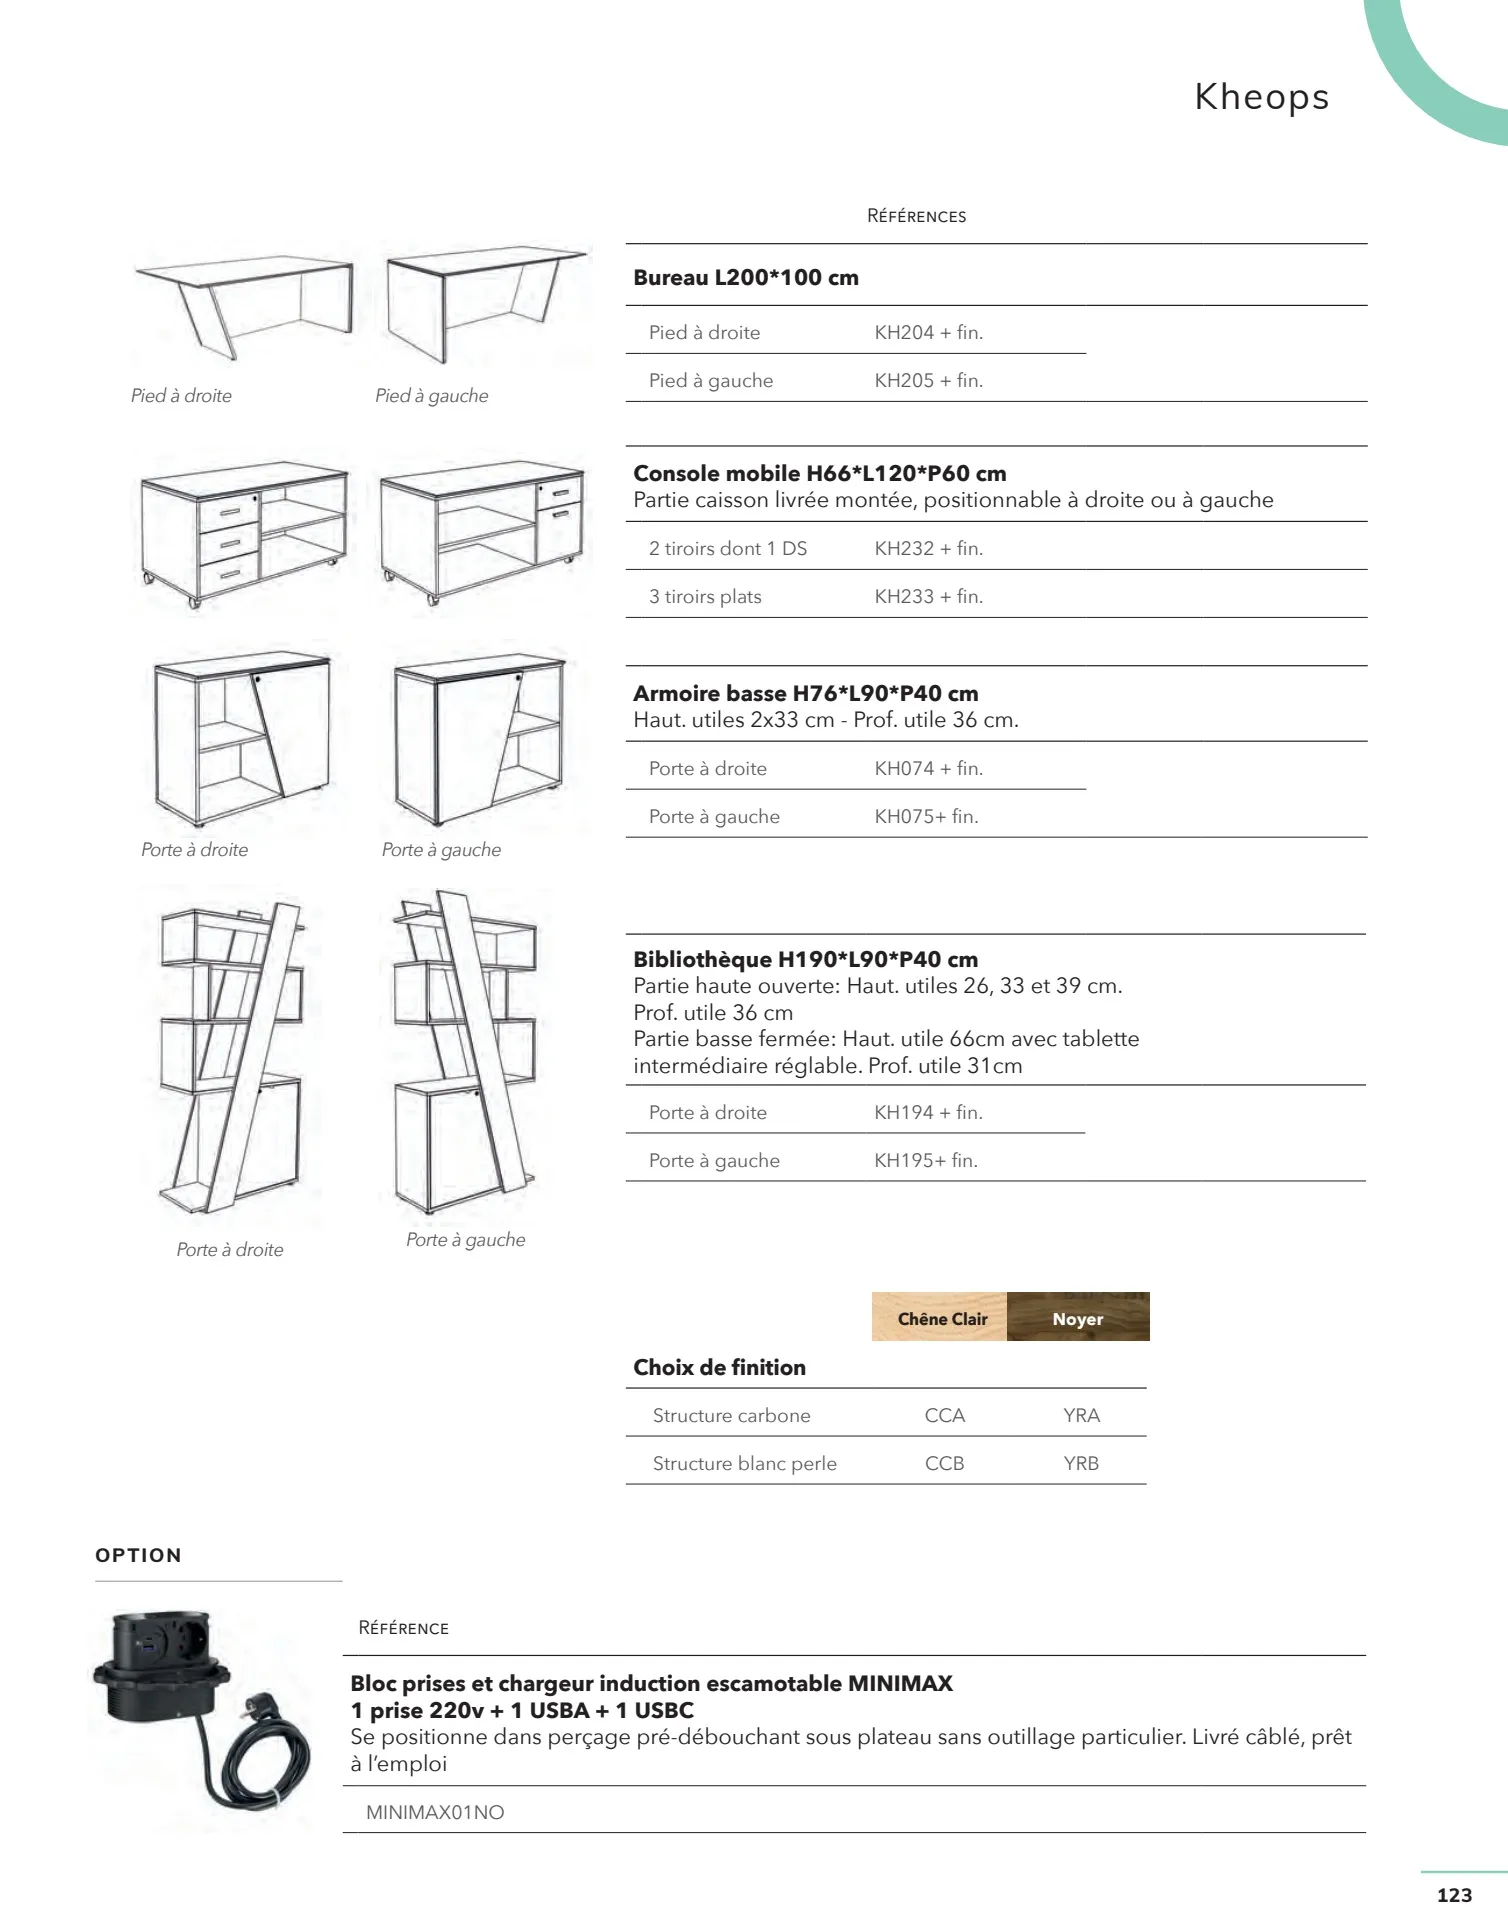 Kheops
RÉFÉRENCES
Bureau L200*100 cm
Pied à droite KH204 + fin.
Pied à gauche KH205 + fin.
Pied à droite Pied à gauche
Console mobile H66*L120*P60 cm
Partie caisson livrée montée, positionnable à droite ou à gauche
2 tiroirs dont 1 DS KH232 + fin.
3 tiroirs plats KH233 + fin.
Armoire basse H76*L90*P40 cm
Haut. utiles 2x33 cm - Prof. utile 36 cm.
Porte à droite KH074 + fin.
Porte à gauche KH075+ fin.
Porte à droite Porte à gauche
Bibliothèque H190*L90*P40 cm
Partie haute ouverte: Haut. utiles 26, 33 et 39 cm.
Prof. utile 36 cm
Partie basse fermée: Haut. utile 66cm avec tablette
intermédiaire réglable. Prof. utile 31cm
Porte à droite KH194 + fin.
Porte à gauche KH195+ fin.
Porte à droite Porte à gauche
Chêne Clair Noyer
Choix de finition
Structure carbone CCA YRA
Structure blanc perle CCB YRB
OPTION
RÉFÉRENCE
Bloc prises et chargeur induction escamotable MINIMAX
1 prise 220v + 1 USBA + 1 USBC
Se positionne dans perçage pré-débouchant sous plateau sans outillage particulier. Livré câblé, prêt
à l’emploi
MINIMAX01NO
123